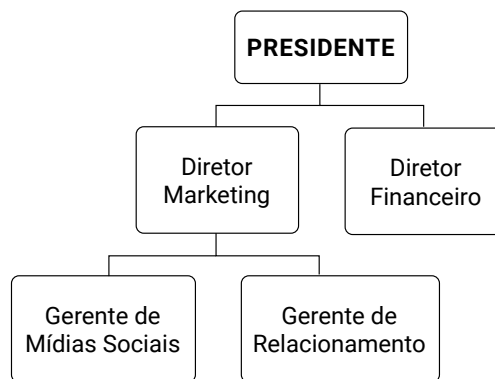 PRESIDENTE
Diretor
Marketing
Diretor
Financeiro
Gerente de
Mídias Sociais
Gerente de
Relacionamento